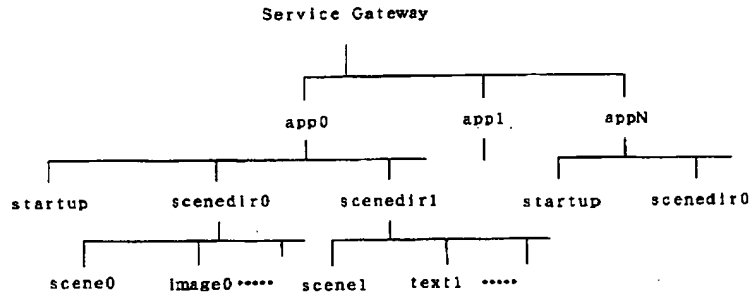 Service Gateway
app0 app1 appN
startup scenedir0 scenedir1 startup scenedir0
scene0 image0 ····· scene1 text1 ·····